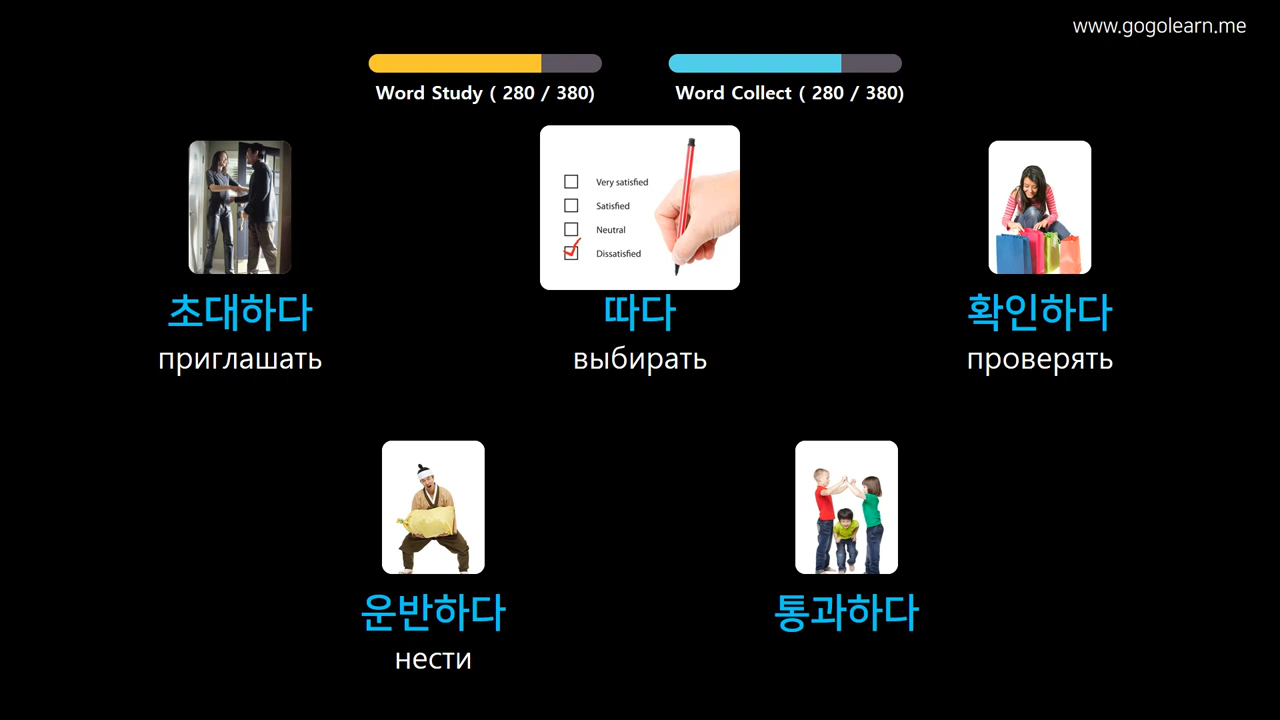 www.gogolearn.me
Word Study ( 280 / 380)
Word Collect ( 280 / 380)
Very satisfied
Satisfied
Neutral
Dissatisfied
초대하다
приглашать
따다
выбирать
확인하다
проверять
운반하다
нести
통과하다